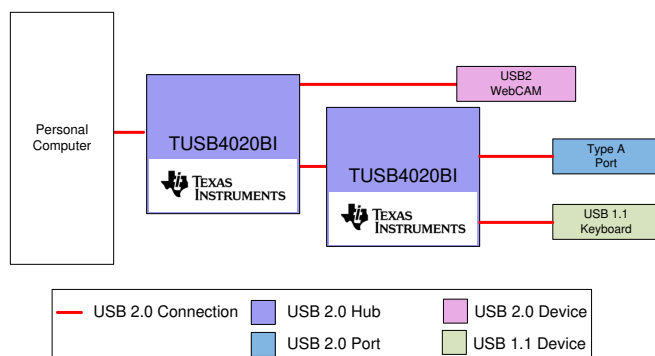 Personal
Computer
TUSB4020BI
TEXAS
INSTRUMENTS
USB2
WebCAM
TUSB4020BI
TEXAS
INSTRUMENTS
Type A
Port
USB 1.1
Keyboard
USB 2.0 Connection
USB 2.0 Hub
USB 2.0 Device
USB 2.0 Port
USB 1.1 Device